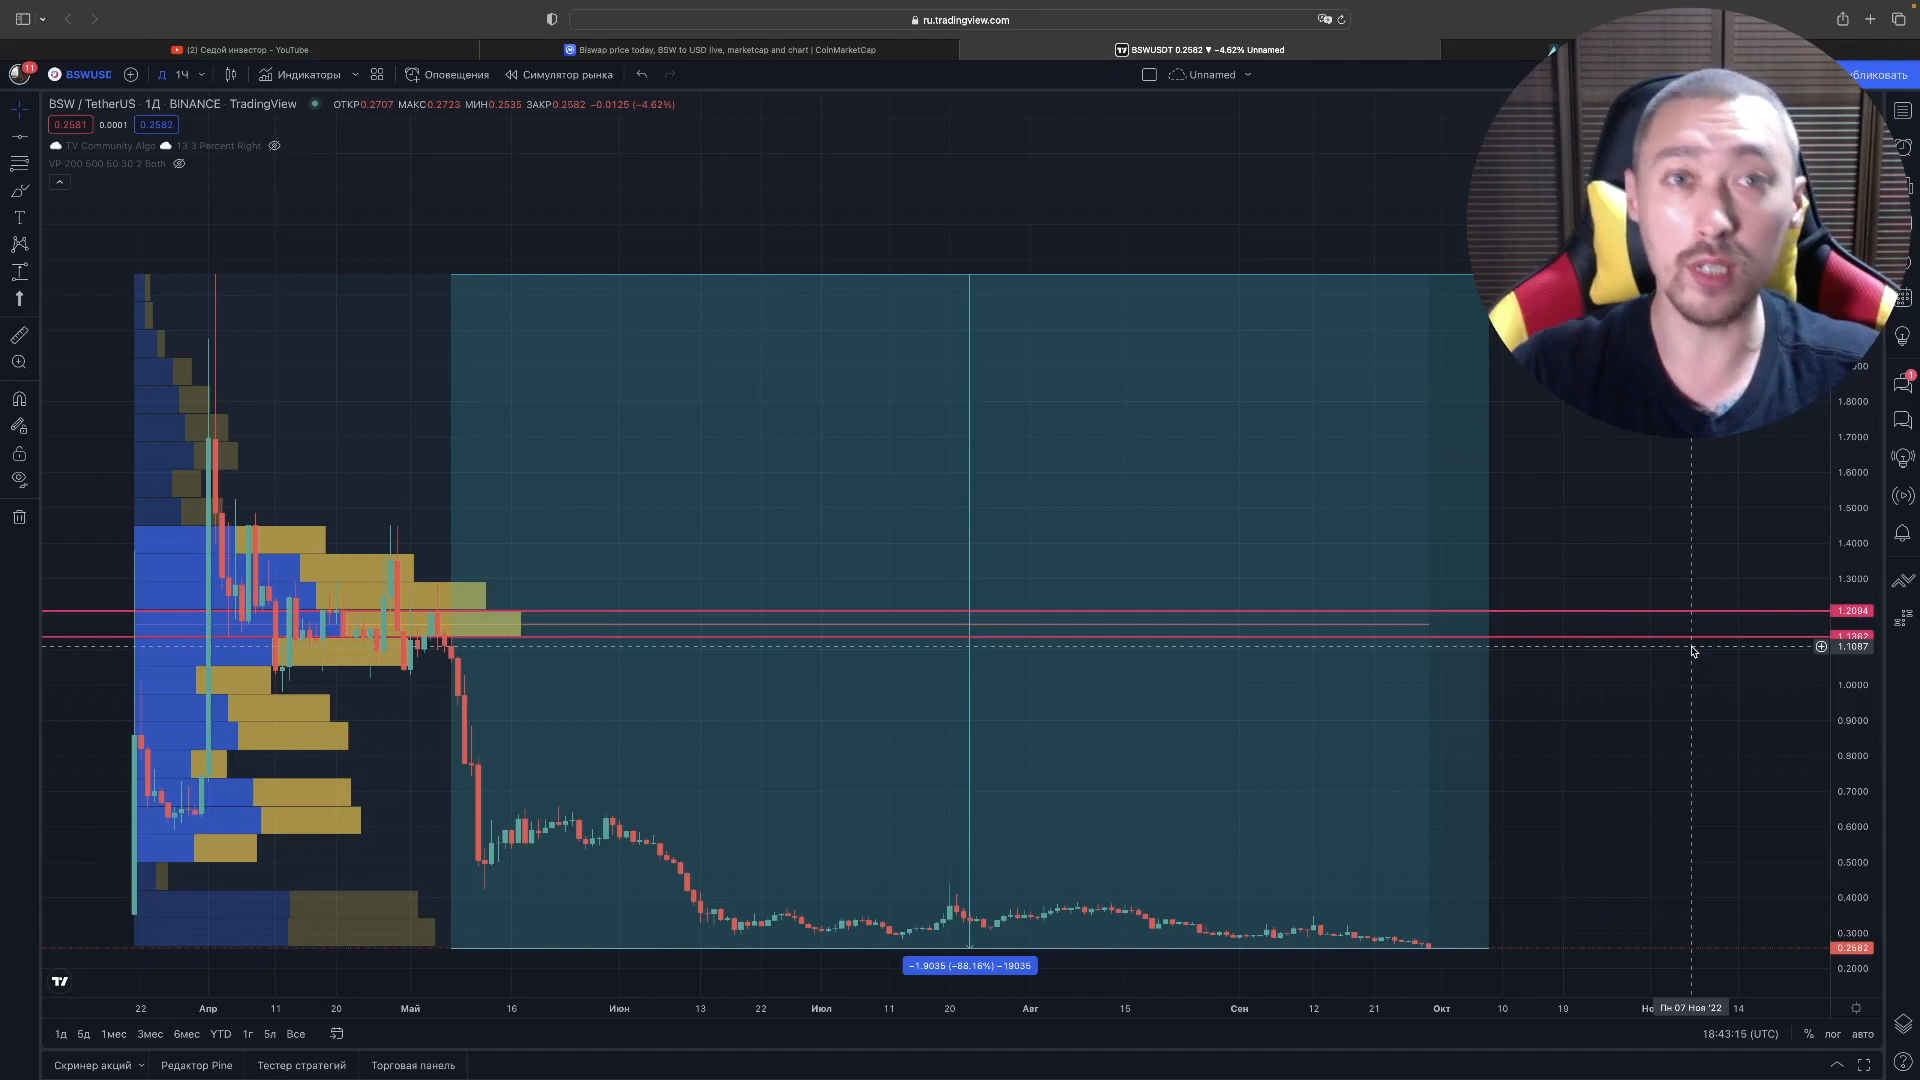 ru.tradingview.com
(2) Седой инвестор - YouTube
Biswap price today, BSW to USD live, marketcap and chart | CoinMarketCap
BSWUSDT 0.2582 ▼ −4.62% Unnamed
11
BSWUSD
Д
1Ч
Индикаторы
Оповещения
Симулятор рынка
Unnamed
бликовать
BSW / TetherUS · 1Д · BINANCE · TradingView
ОТКР0.2707 МАКС0.2723 МИН0.2535 ЗАКР0.2582 −0.0125 (−4.62%)
0.2581
0.0001
0.2582
TV Community Algo
13 3 Percent Right
VP 200 500 50 30 2 Both
1
1.8000
1.7000
1.6000
1.5000
1.4000
1.3000
1.2094
1.1362
1.1087
1.0000
0.9000
0.8000
0.7000
0.6000
0.5000
0.4000
0.3000
0.2582
0.2000
−1.9035 (−88.16%) −19035
22
Апр
11
20
Май
16
Июн
13
22
Июл
11
20
Авг
15
Сен
12
21
Окт
10
19
Но
Пн 07 Ноя '22
14
1д
5д
1мес
3мес
6мес
YTD
1г
5л
Все
18:43:15 (UTC)
%
лог
авто
Скринер акций
Редактор Pine
Тестер стратегий
Торговая панель